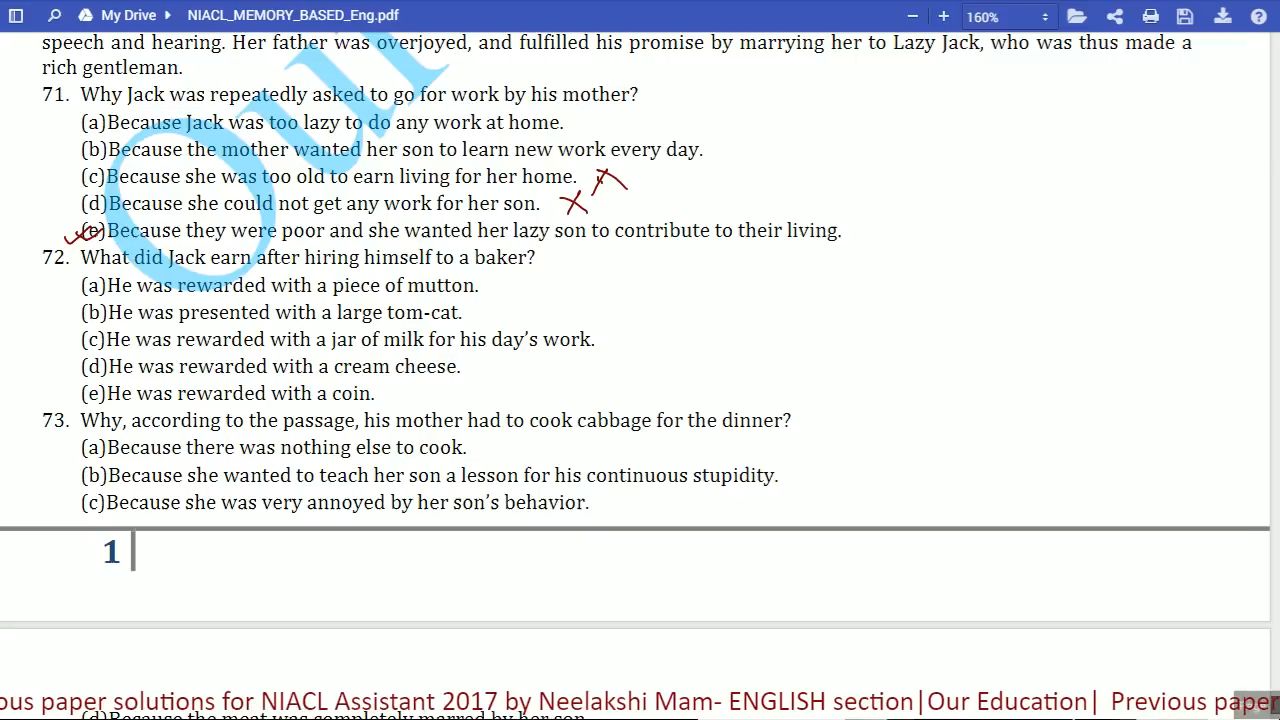 My Drive NIACL_MEMORY_BASED_Eng.pdf 160%
speech and hearing. Her father was overjoyed, and fulfilled his promise by marrying her to Lazy Jack, who was thus made a
rich gentleman.
71. Why Jack was repeatedly asked to go for work by his mother?
(a)Because Jack was too lazy to do any work at home.
(b)Because the mother wanted her son to learn new work every day.
(c)Because she was too old to earn living for her home.
(d)Because she could not get any work for her son.
(e)Because they were poor and she wanted her lazy son to contribute to their living.
72. What did Jack earn after hiring himself to a baker?
(a)He was rewarded with a piece of mutton.
(b)He was presented with a large tom-cat.
(c)He was rewarded with a jar of milk for his day’s work.
(d)He was rewarded with a cream cheese.
(e)He was rewarded with a coin.
73. Why, according to the passage, his mother had to cook cabbage for the dinner?
(a)Because there was nothing else to cook.
(b)Because she wanted to teach her son a lesson for his continuous stupidity.
(c)Because she was very annoyed by her son’s behavior.
1
ous paper solutions for NIACL Assistant 2017 by Neelakshi Mam- ENGLISH section|Our Education| Previous paper
(d)Because the meat was completely marred by her son
Our